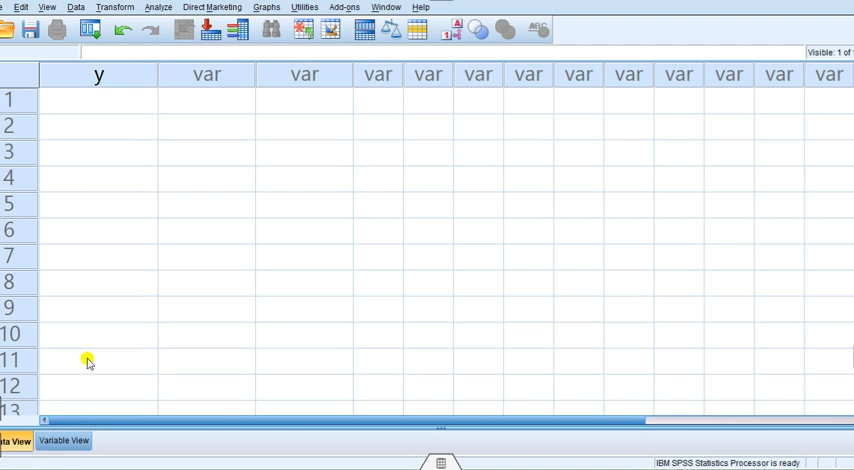 Edit View Data Transform Analyze Direct Marketing Graphs Utilities Add-ons Window Help
Visible: 1 of
y var var var var var var var var var var var var
1
2
3
4
5
6
7
8
9
10
11
12
13
ata View Variable View
IBM SPSS Statistics Processor is ready